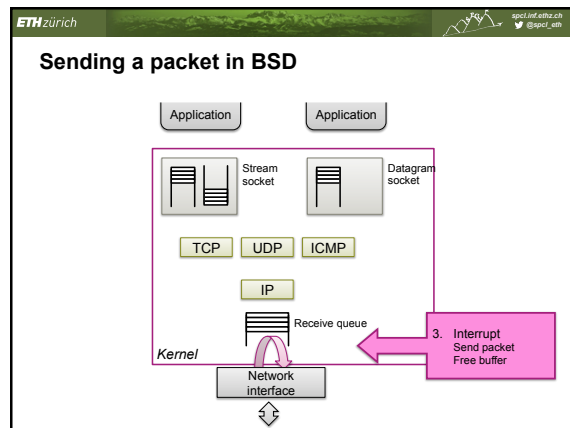 ETH zürich
spcl.inf.ethz.ch
@spcl_eth
Sending a packet in BSD
Application
Application
Stream
socket
Datagram
socket
TCP
UDP
ICMP
IP
Receive queue
Kernel
Network
interface
3. Interrupt
Send packet
Free buffer